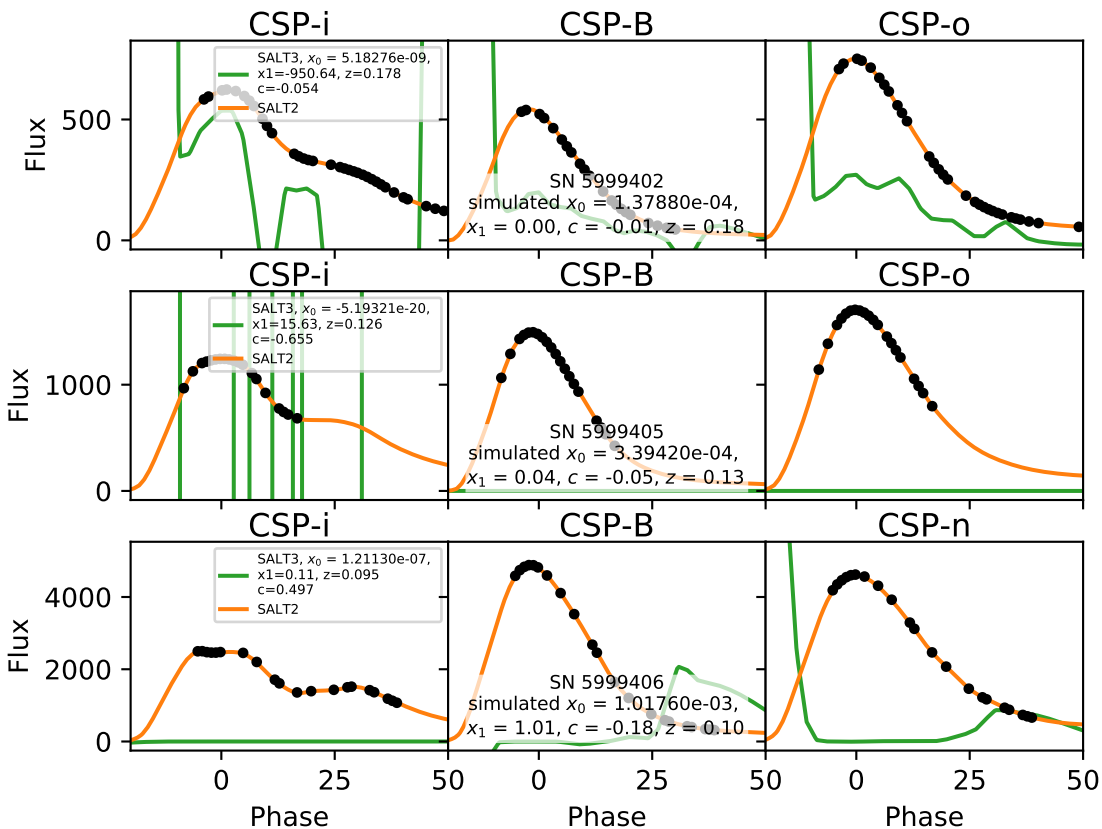 CSP-i CSP-B CSP-o
Flux
500
0
SALT3, x₀ = 5.18276e-09,
x1=-950.64, z=0.178
c=-0.054
SALT2
SN 5999402
simulated x₀ = 1.37880e-04,
x₁ = 0.00, c = -0.01, z = 0.18
CSP-i CSP-B CSP-o
Flux
1000
0
SALT3, x₀ = -5.19321e-20,
x1=15.63, z=0.126
c=-0.655
SALT2
SN 5999405
simulated x₀ = 3.39420e-04,
x₁ = 0.04, c = -0.05, z = 0.13
CSP-i CSP-B CSP-n
Flux
4000
2000
0
SALT3, x₀ = 1.21130e-07,
x1=0.11, z=0.095
c=0.497
SALT2
SN 5999406
simulated x₀ = 1.01760e-03,
x₁ = 1.01, c = -0.18, z = 0.10
0 25 50 0 25 50 0 25 50
Phase Phase Phase